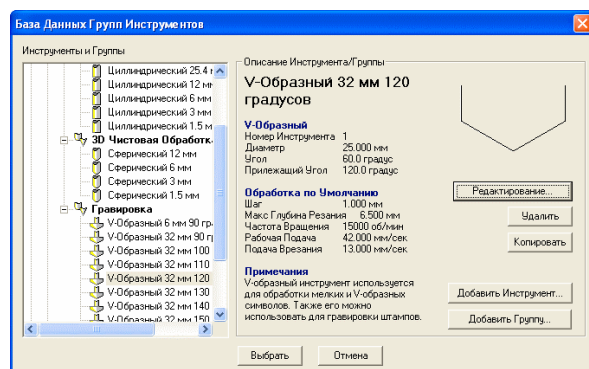 База Данных Групп Инструментов
Инструменты и Группы
Цилиндрический 25.4 г
Цилиндрический 12 мм
Цилиндрический 6 мм
Цилиндрический 3 мм
Цилиндрический 1.5 м
3D Чистовая Обработк
Сферический 12 мм
Сферический 6 мм
Сферический 3 мм
Сферический 1.5 мм
Гравировка
V-Образный 6 мм 90 гр
V-Образный 32 мм 90 г
V-Образный 32 мм 100
V-Образный 32 мм 110
V-Образный 32 мм 120
V-Образный 32 мм 130
V-Образный 32 мм 140
V-Образный 32 мм 150
Описание Инструмента/Группы
V-Образный 32 мм 120
градусов
V-Образный
Номер Инструмента 1
Диаметр 25.000 мм
Угол 60.0 градус
Прилежащий Угол 120.0 градус
Обработка по Умолчанию
Шаг 1.000 мм
Макс Глубина Резания 6.500 мм
Частота Вращения 15000 об/мин
Рабочая Подача 42.000 мм/сек
Подача Врезания 13.000 мм/сек
Примечания
V-образный инструмент используется
для обработки мелких и V-образных
символов. Также его можно
использовать для гравировки штампов.
Редактирование...
Удалить
Копировать
Добавить Инструмент...
Добавить Группу...
Выбрать Отмена